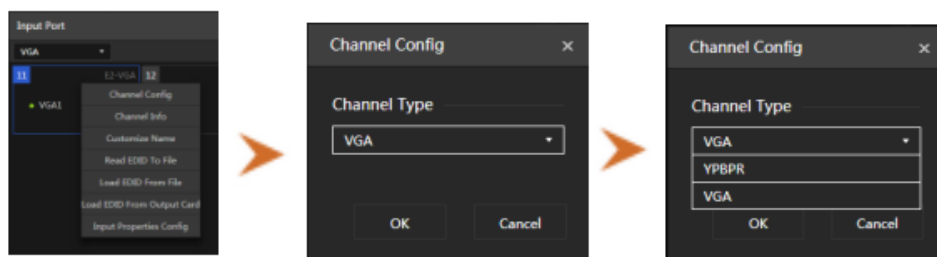 Input Port
VGA
11 E2-VGA 12
VGA1
Channel Config
Channel Info
Customize Name
Read EDID To File
Load EDID From File
Load EDID From Output Card
Input Properties Config
Channel Config ×
Channel Type
VGA
OK Cancel
Channel Config ×
Channel Type
VGA
YPBPR
VGA
OK Cancel